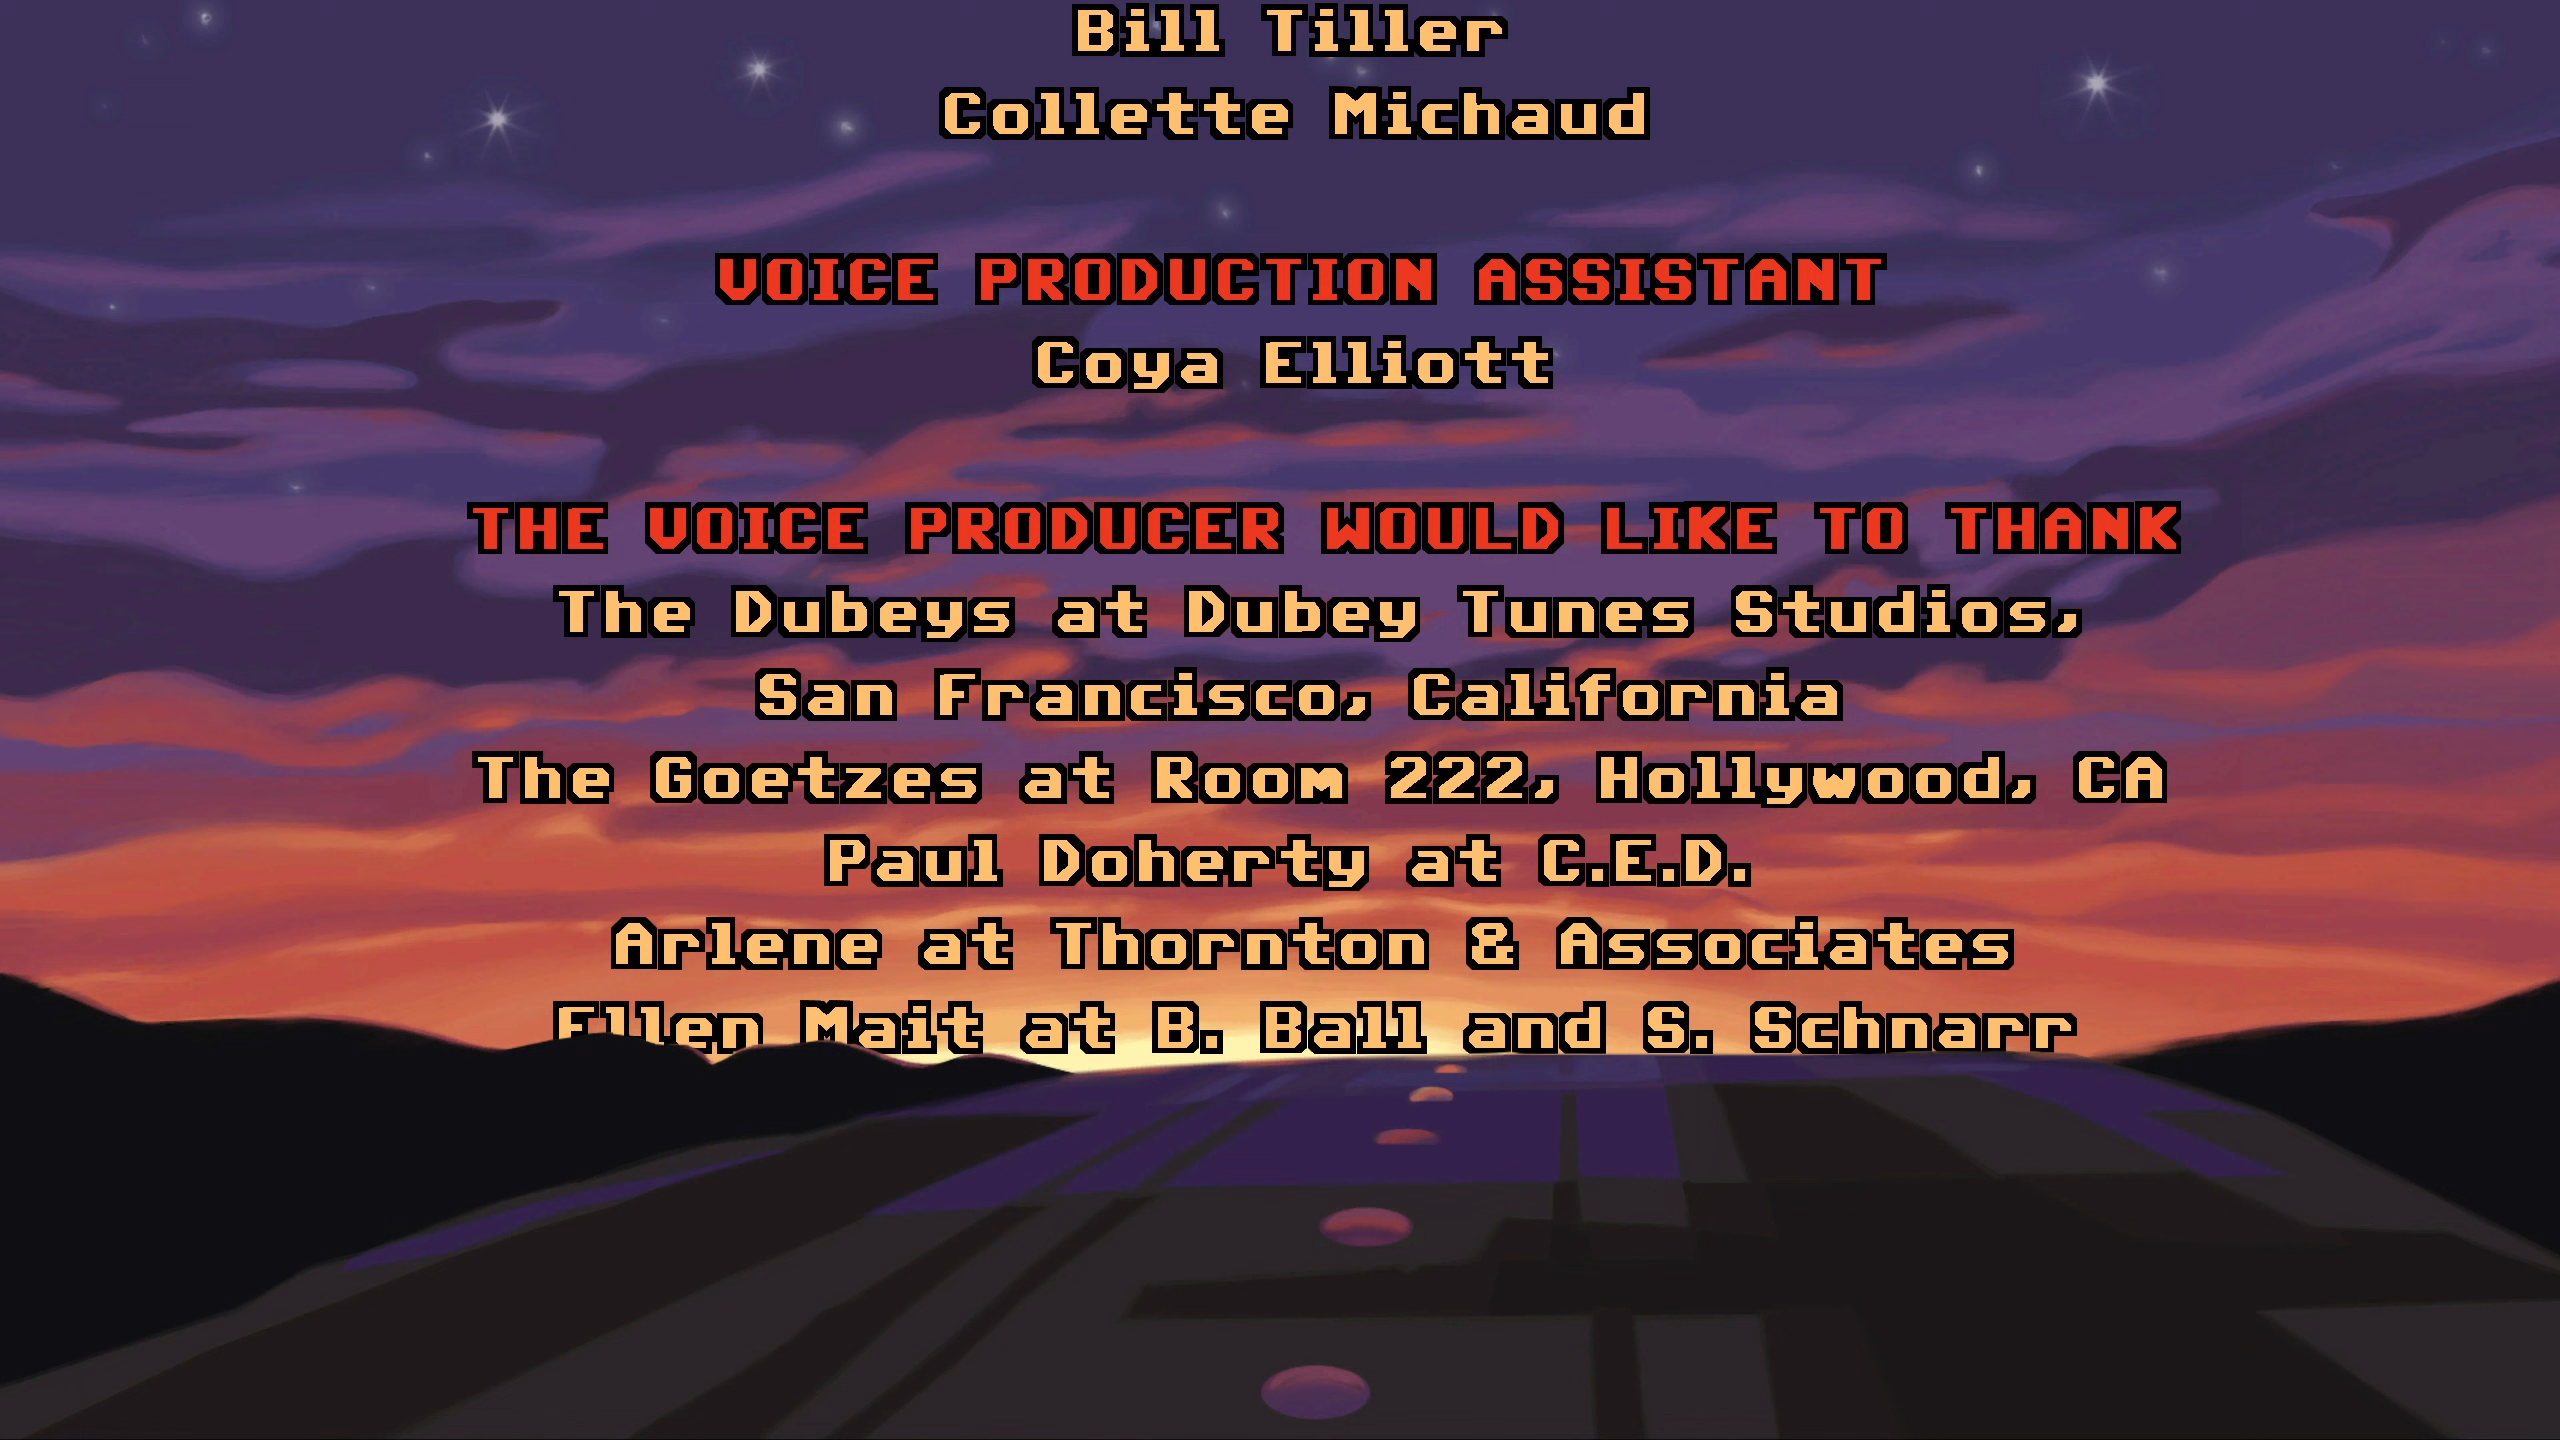 Bill Tiller
Collette Michaud
VOICE PRODUCTION ASSISTANT
Coya Elliott
THE VOICE PRODUCER WOULD LIKE TO THANK
The Dubeys at Dubey Tunes Studios,
San Francisco, California
The Goetzes at Room 222, Hollywood, CA
Paul Doherty at C.E.D.
Arlene at Thornton & Associates
Ellen Mait at B. Ball and S. Schnarr